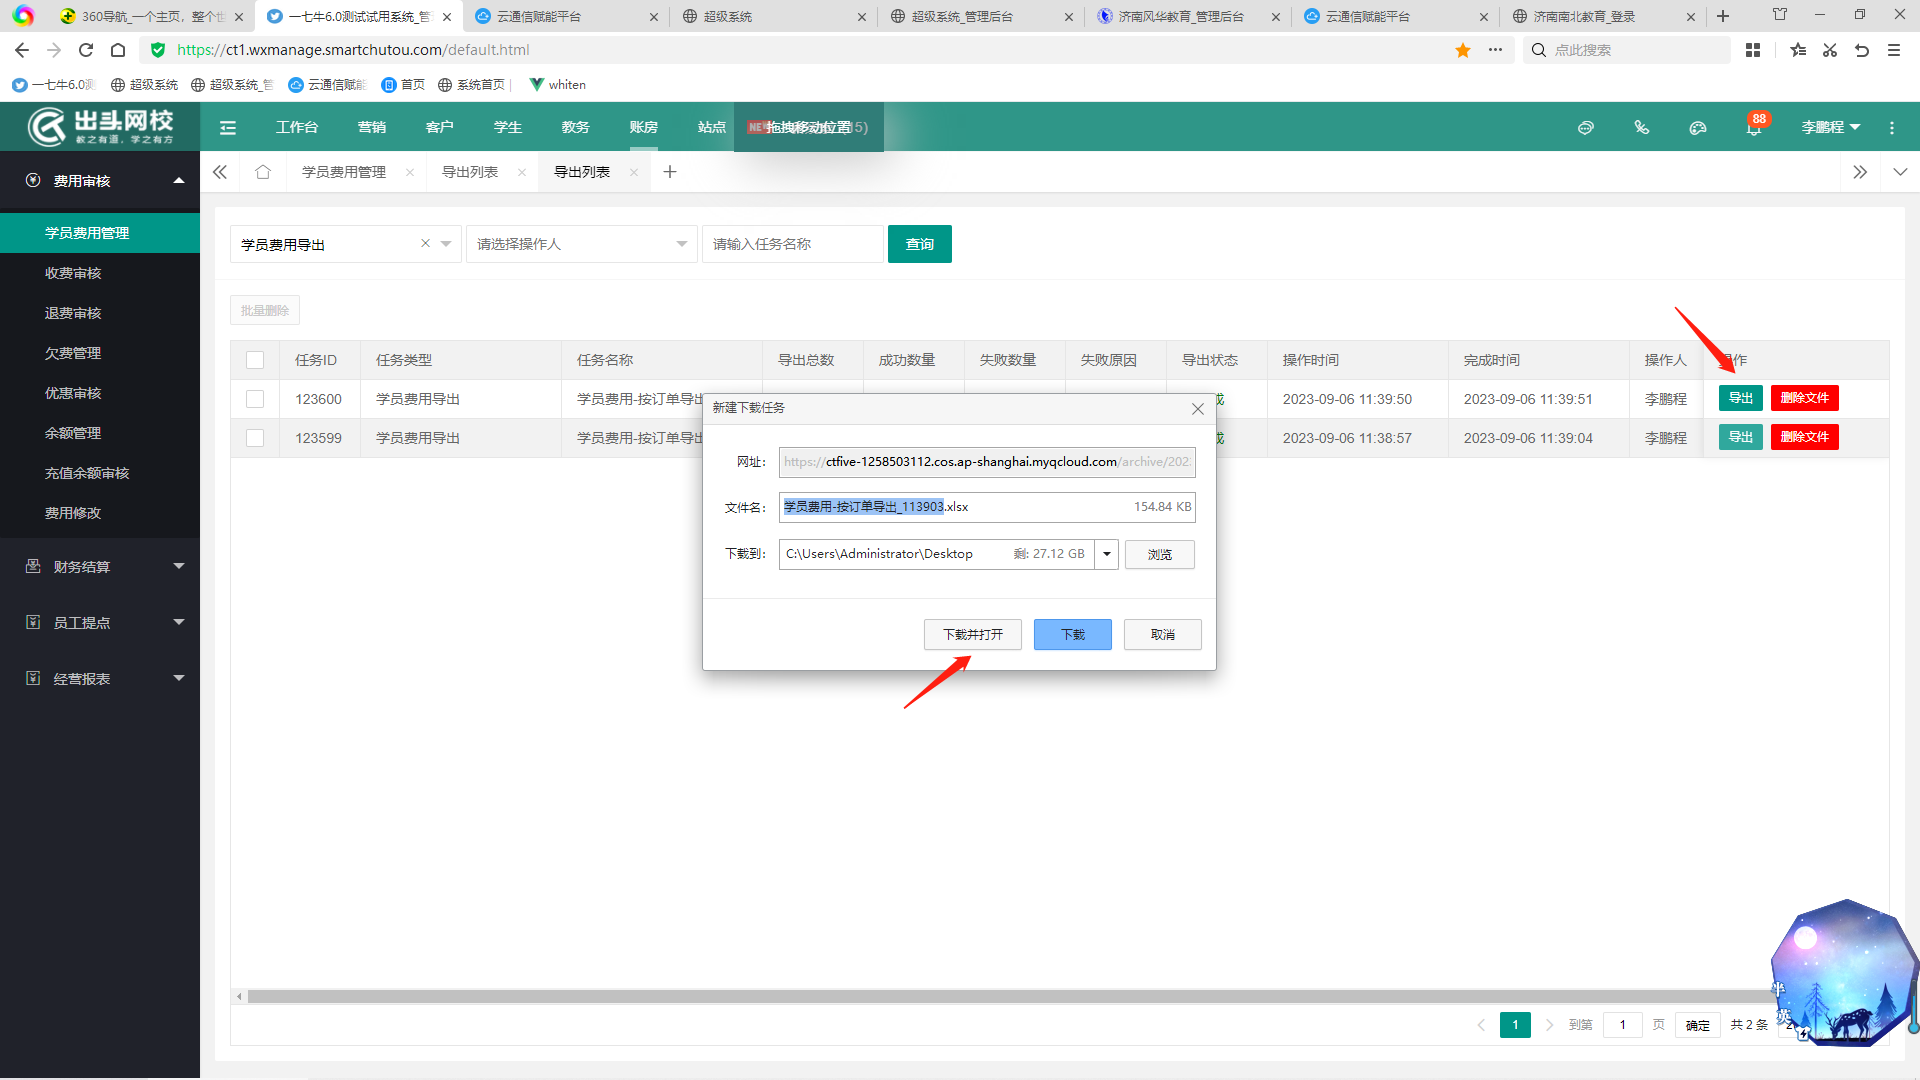 360导航_一个主页，整个世
一七牛6.0测试试用系统_管
云通信赋能平台
超级系统
超级系统_管理后台
济南风华教育_管理后台
云通信赋能平台
济南南北教育_登录
https://ct1.wxmanage.smartchutou.com/default.html
点此搜索
一七牛6.0测
超级系统
超级系统_管
云通信赋能
首页
系统首页
whiten
出头网校
教之有道，学之有方
工作台
营销
客户
学生
教务
账房
站点
NEW
拖拽移动位置
5)
88
李鹏程
费用审核
学员费用管理
导出列表
导出列表
学员费用管理
收费审核
退费审核
欠费管理
优惠审核
余额管理
充值余额审核
费用修改
财务结算
员工提点
经营报表
学员费用导出
请选择操作人
请输入任务名称
查询
批量删除
任务ID 任务类型 任务名称 导出总数 成功数量 失败数量 失败原因 导出状态 操作时间 完成时间 操作人 作
123600 学员费用导出 学员费用-按订单导出 成 2023-09-06 11:39:50 2023-09-06 11:39:51 李鹏程 导出 删除文件
123599 学员费用导出 学员费用-按订单导出 成 2023-09-06 11:38:57 2023-09-06 11:39:04 李鹏程 导出 删除文件
新建下载任务
网址： https://ctfive-1258503112.cos.ap-shanghai.myqcloud.com/archive/202
文件名： 学员费用-按订单导出_113903.xlsx 154.84 KB
下载到： C:\Users\Administrator\Desktop 剩: 27.12 GB 浏览
下载并打开 下载 取消
1 到第 1 页 确定 共 2 条 2
半
英